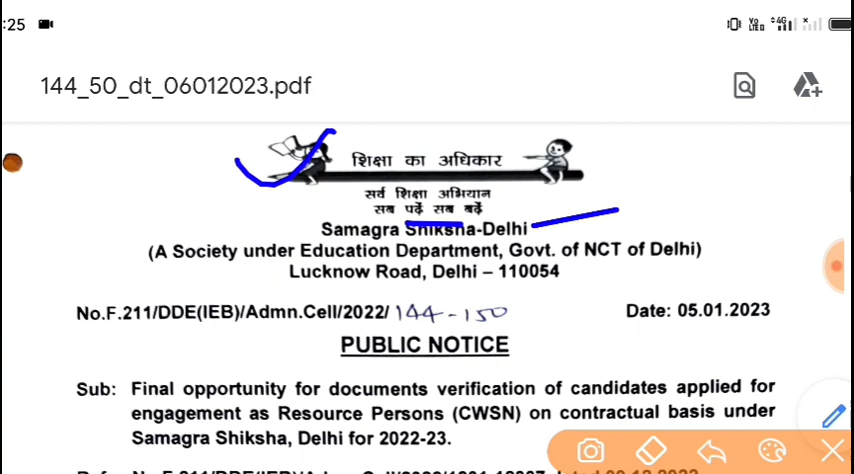 :25
144_50_dt_06012023.pdf
शिक्षा का अधिकार
सर्व शिक्षा अभियान
सब पढ़ें सब बढ़ें
Samagra Shiksha-Delhi
(A Society under Education Department, Govt. of NCT of Delhi)
Lucknow Road, Delhi – 110054
No.F.211/DDE(IEB)/Admn.Cell/2022/ 144-150 Date: 05.01.2023
PUBLIC NOTICE
Sub: Final opportunity for documents verification of candidates applied for
engagement as Resource Persons (CWSN) on contractual basis under
Samagra Shiksha, Delhi for 2022-23.